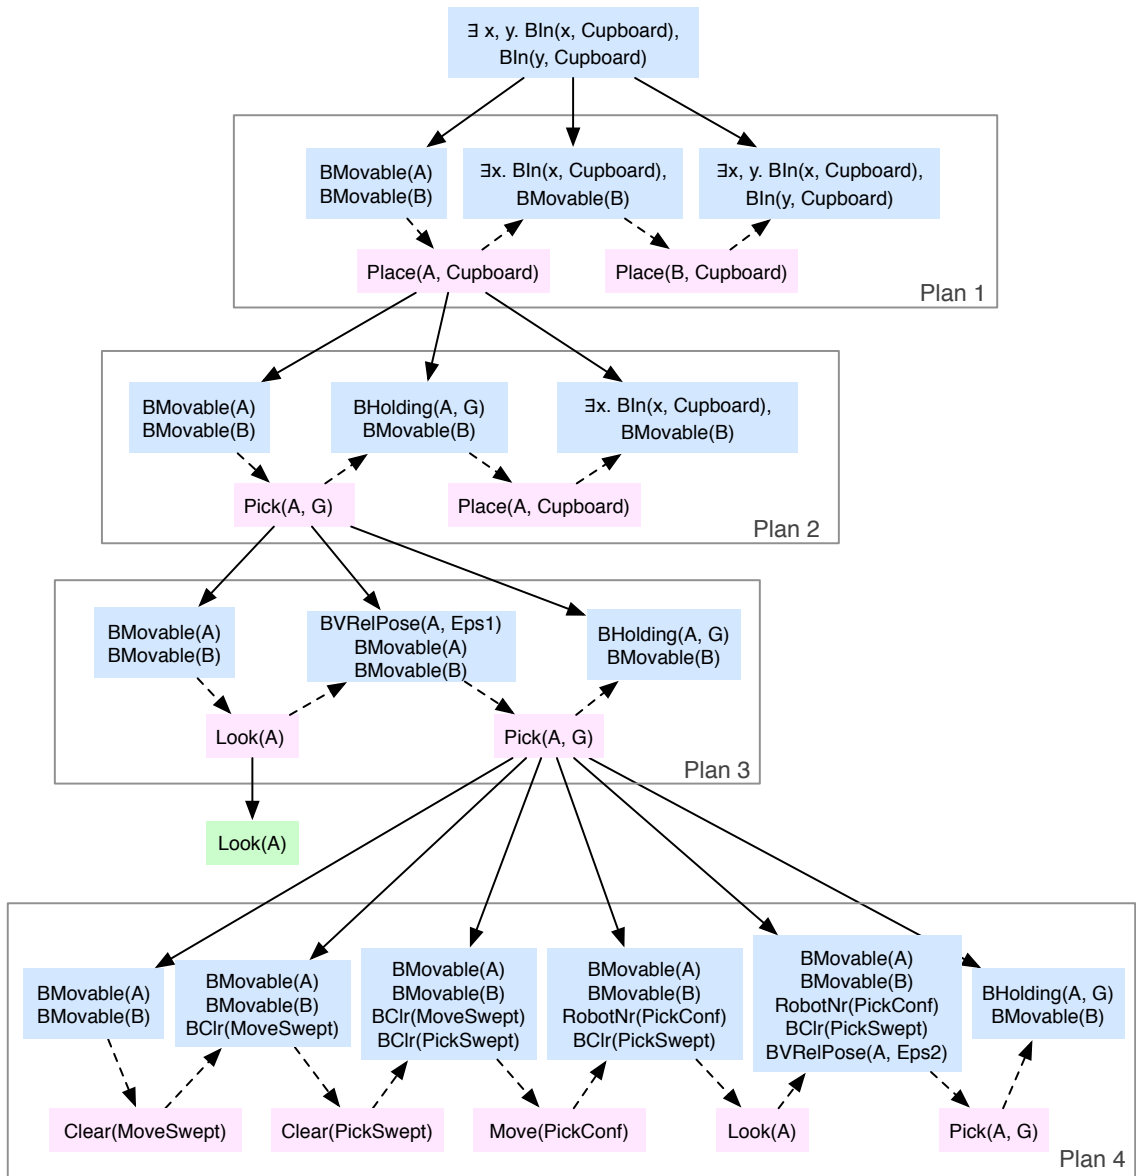 ∃ x, y. BIn(x, Cupboard),
BIn(y, Cupboard)
BMovable(A)
BMovable(B)
∃x. BIn(x, Cupboard),
BMovable(B)
∃x, y. BIn(x, Cupboard),
BIn(y, Cupboard)
Place(A, Cupboard)
Place(B, Cupboard)
Plan 1
BMovable(A)
BMovable(B)
BHolding(A, G)
BMovable(B)
∃x. BIn(x, Cupboard),
BMovable(B)
Pick(A, G)
Place(A, Cupboard)
Plan 2
BMovable(A)
BMovable(B)
BVRelPose(A, Eps1)
BMovable(A)
BMovable(B)
BHolding(A, G)
BMovable(B)
Look(A)
Pick(A, G)
Plan 3
Look(A)
BMovable(A)
BMovable(B)
BMovable(A)
BMovable(B)
BClr(MoveSwept)
BMovable(A)
BMovable(B)
BClr(MoveSwept)
BClr(PickSwept)
BMovable(A)
BMovable(B)
RobotNr(PickConf)
BClr(PickSwept)
BMovable(A)
BMovable(B)
RobotNr(PickConf)
BClr(PickSwept)
BVRelPose(A, Eps2)
BHolding(A, G)
BMovable(B)
Clear(MoveSwept)
Clear(PickSwept)
Move(PickConf)
Look(A)
Pick(A, G)
Plan 4